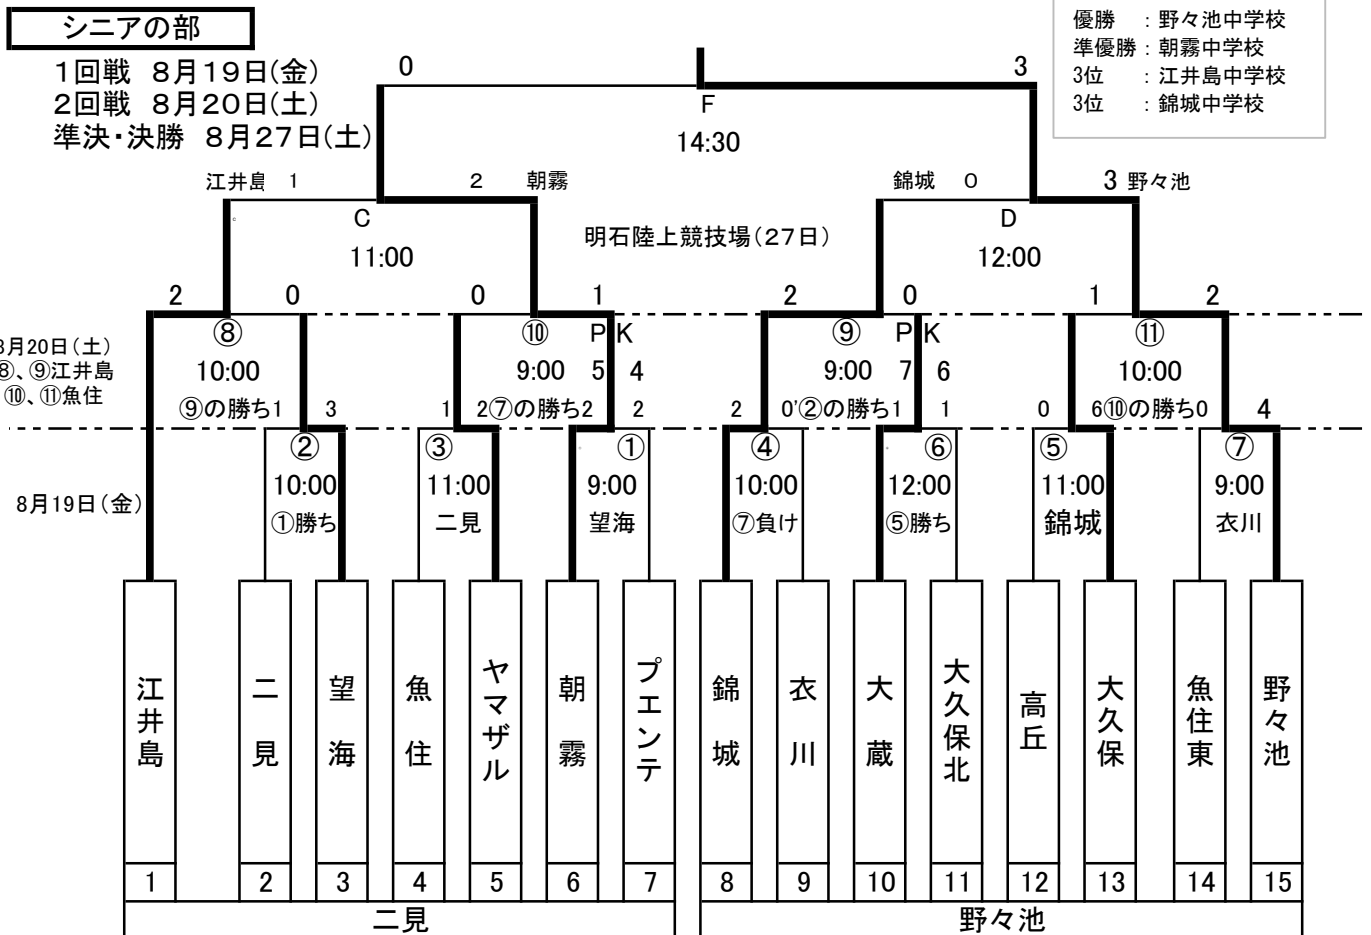 シニアの部
1回戦 8月19日(金)
2回戦 8月20日(土)
準決・決勝 8月27日(土)
優勝 : 野々池中学校
準優勝 : 朝霧中学校
3位 : 江井島中学校
3位 : 錦城中学校
0 3
F
14:30
江井島 1 2 朝霧 錦城 0 3 野々池
C D
明石陸上競技場(27日)
11:00 12:00
2 0 0 1 2 0 1 2
⑧ ⑩ PK ⑨ PK ⑪
8月20日(土)
⑧、⑨江井島
⑩、⑪魚住
10:00 9:00 5 4 9:00 7 6 10:00
⑨の勝ち1 3 1 2⑦の勝ち2 2 2 0'②の勝ち1 1 0 6⑩の勝ち0 4
② ③ ① ④ ⑥ ⑤ ⑦
8月19日(金)
10:00 11:00 9:00 10:00 12:00 11:00 9:00
①勝ち 二見 望海 ⑦負け ⑤勝ち 錦城 衣川
江井島
二見
望海
魚住
ヤマザル
朝霧
プエンテ
錦城
衣川
大蔵
大久保北
高丘
大久保
魚住東
野々池
1 2 3 4 5 6 7 8 9 10 11 12 13 14 15
二見 野々池